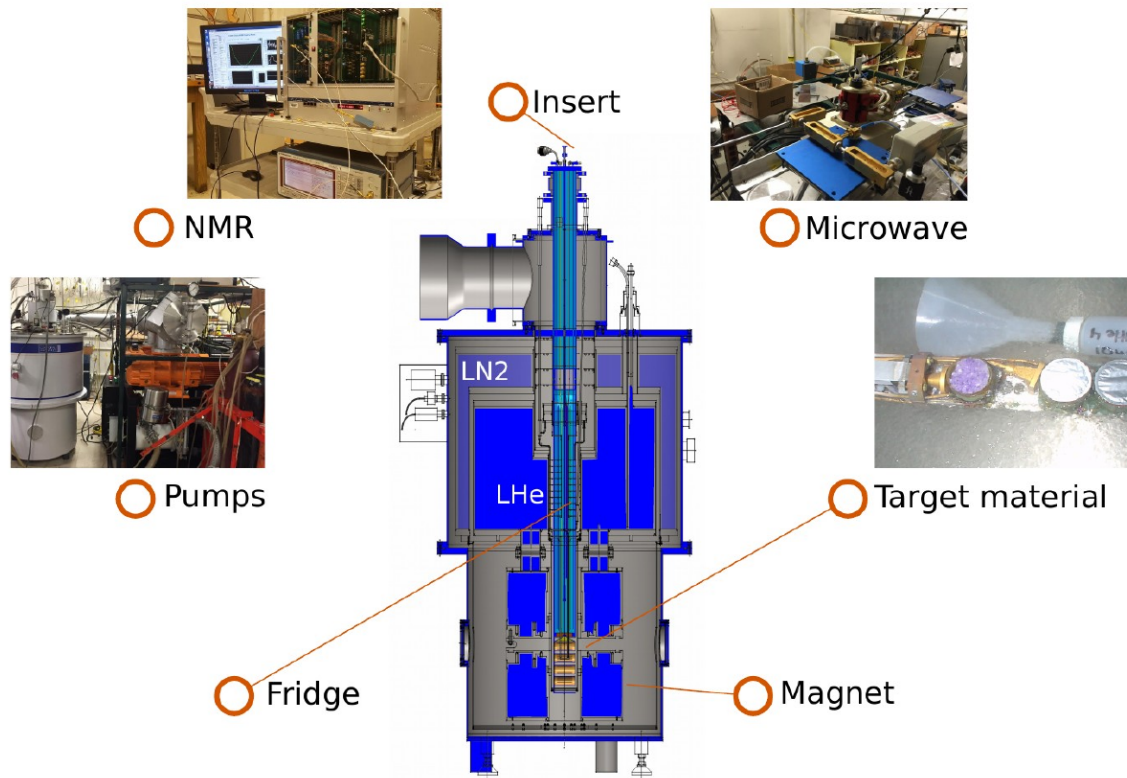 Insert
NMR
Microwave
LN2
Pumps
LHe
Target material
Fridge
Magnet